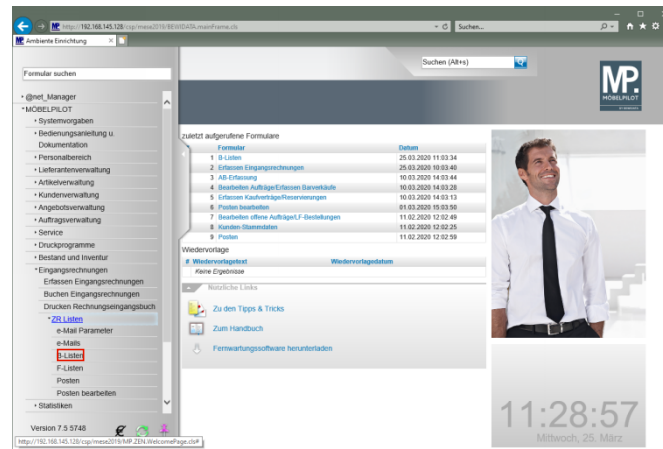 http://192.168.145.128/csp/mese2019/BEWIDATA.mainFrame.cls
Suchen...
Ambiente Einrichtung
Formular suchen
Suchen (Alt+s)
MP.
MÖBELPILOT
@net_Manager
MÖBELPILOT
Systemvorgaben
Bedienungsanleitung u.
Dokumentation
Personalbereich
Lieferantenverwaltung
Artikelverwaltung
Kundenverwaltung
Angebotsverwaltung
Auftragsverwaltung
Service
Druckprogramme
Bestand und Inventur
Eingangsrechnungen
Erfassen Eingangsrechnungen
Buchen Eingangsrechnungen
Drucken Rechnungseingangsbuch
ZR Listen
e-Mail Parameter
e-Mails
B-Listen
F-Listen
Posten
Posten bearbeiten
Statistiken
Version 7.5 5748
http://192.168.145.128/csp/mese2019/MP.ZEN.WelcomePage.cls#
zuletzt aufgerufene Formulare
Formular Datum
1 B-Listen 25.03.2020 11:03:34
2 Erfassen Eingangsrechnungen 25.03.2020 10:03:40
3 AB-Erfassung 10.03.2020 14:03:44
4 Bearbeiten Aufträge/Erfassen Barverkäufe 10.03.2020 14:03:28
5 Erfassen Kaufverträge/Reservierungen 10.03.2020 14:03:13
6 Posten bearbeiten 01.03.2020 15:03:50
7 Bearbeiten offene Aufträge/LF-Bestellungen 11.02.2020 12:02:49
8 Kunden-Stammdaten 11.02.2020 12:02:25
9 Posten 11.02.2020 12:02:59
Wiedervorlage
# Wiedervorlagetext Wiedervorlagedatum
Keine Ergebnisse
Nützliche Links
Zu den Tipps & Tricks
Zum Handbuch
Fernwartungssoftware herunterladen
11:28:57
Mittwoch, 25. März